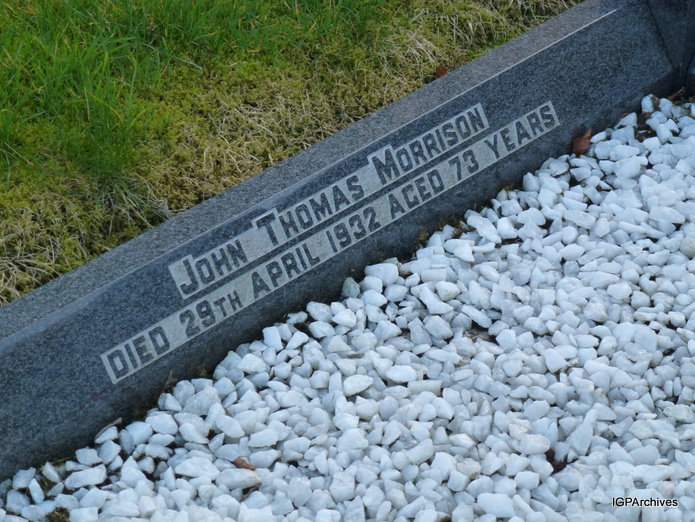 JOHN THOMAS MORRISON
DIED 29TH APRIL 1932 AGED 73 YEARS
IGPArchives